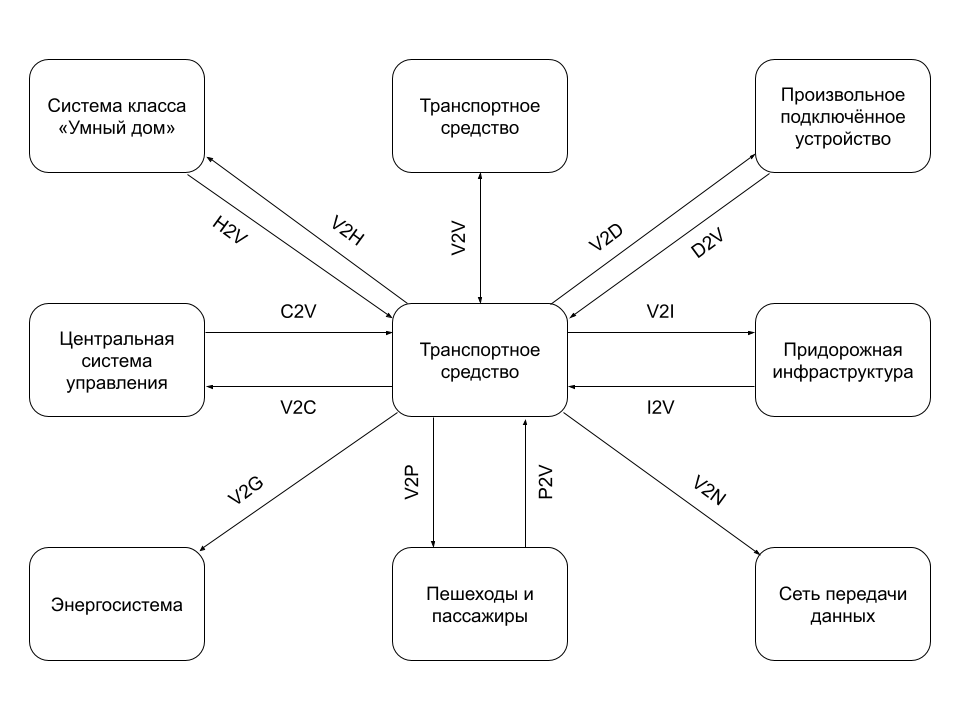 Система класса
«Умный дом»
Транспортное
средство
Произвольное
подключённое
устройство
H2V
V2H
V2V
V2D
D2V
C2V
V2I
Центральная
система
управления
Транспортное
средство
Придорожная
инфраструктура
V2C
I2V
V2G
V2P
P2V
V2N
Энергосистема
Пешеходы и
пассажиры
Сеть передачи
данных